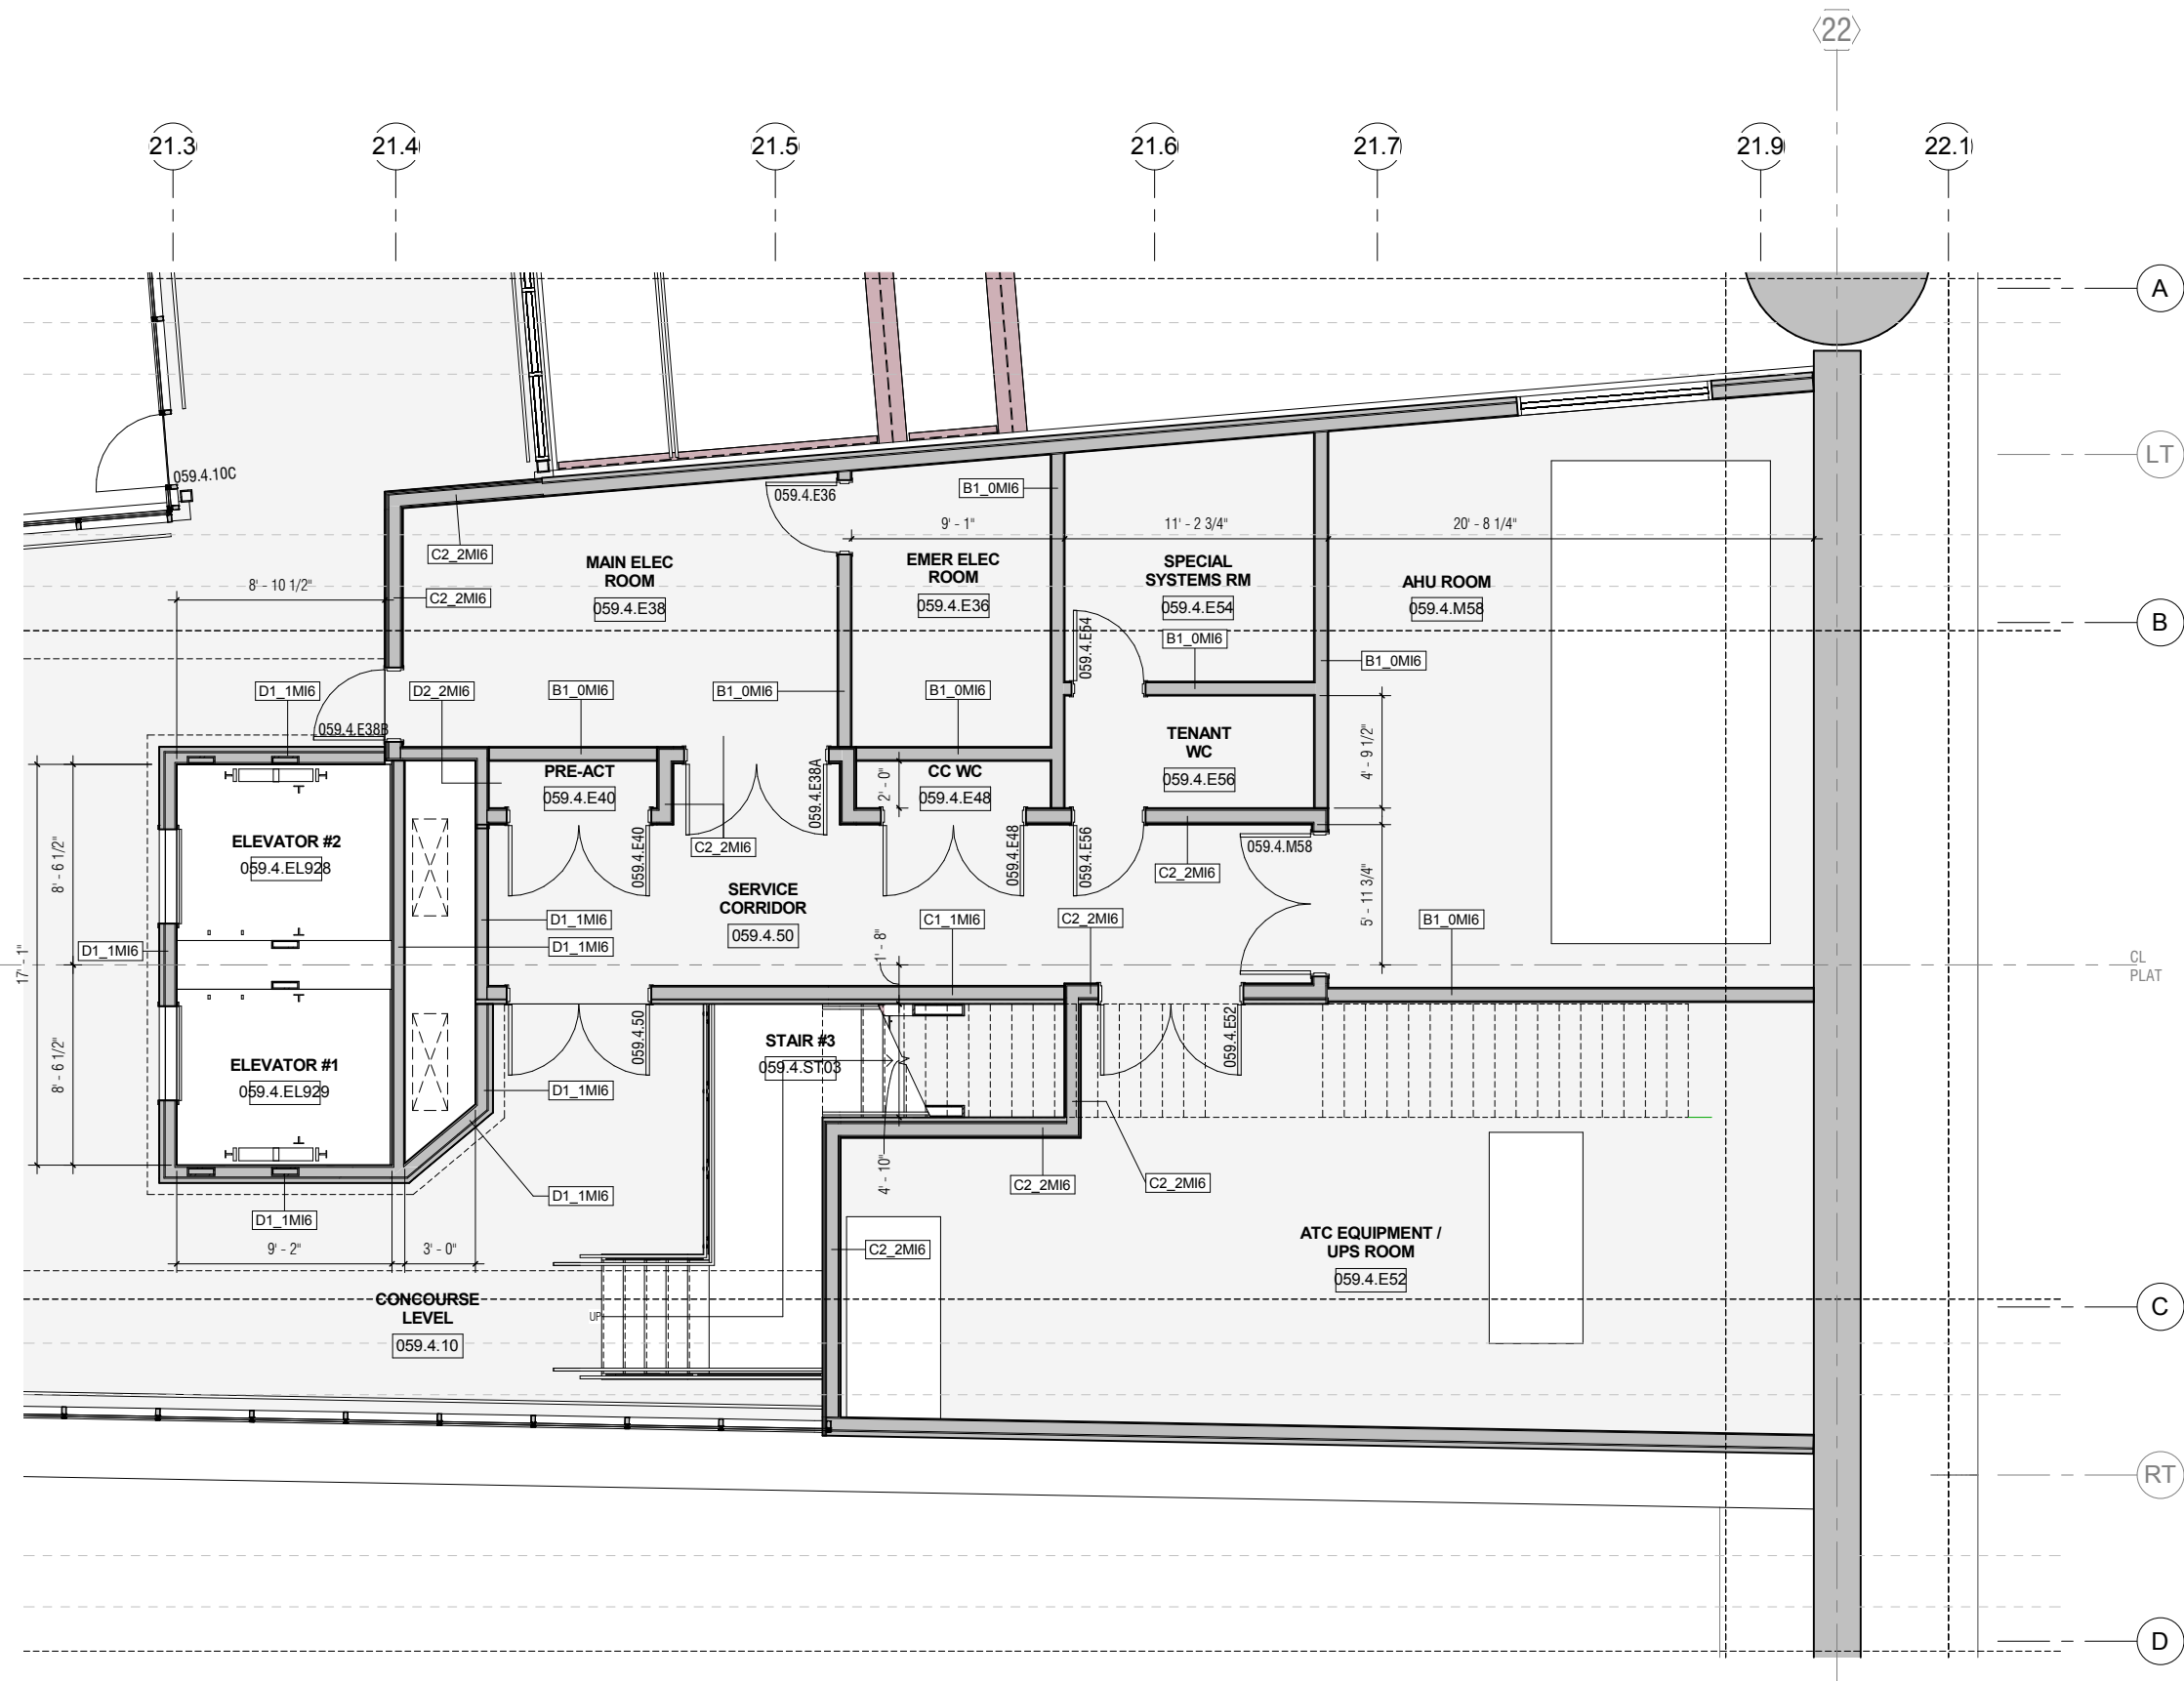 22
21.3
21.4
21.5
21.6
21.7
21.9
22.1
A
LT
059.4.10C
059.4.E36
B1_0MI6
9' - 1"
11' - 2 3/4"
20' - 8 1/4"
C2_2MI6
MAIN ELEC
ROOM
059.4.E38
EMER ELEC
ROOM
059.4.E36
SPECIAL
SYSTEMS RM
059.4.E54
AHU ROOM
059.4.M58
8' - 10 1/2"
C2_2MI6
B
059.4.E54
B1_0MI6
B1_0MI6
D1_1MI6
D2_2MI6
B1_0MI6
B1_0MI6
B1_0MI6
059.4.E38B
TENANT
WC
059.4.E56
4' - 9 1/2"
PRE-ACT
059.4.E40
059.4.E38A
2' - 0"
CC WC
059.4.E48
ELEVATOR #2
059.4.EL928
8' - 6 1/2"
059.4.E40
C2_2MI6
059.4.E48
059.4.E56
C2_2MI6
059.4.M58
5' - 11 3/4"
SERVICE
CORRIDOR
059.4.50
D1_1MI6
D1_1MI6
D1_1MI6
C1_1MI6
C2_2MI6
B1_0MI6
17' - 1"
1' - 8"
CL
PLAT
8' - 6 1/2"
ELEVATOR #1
059.4.EL929
059.4.50
STAIR #3
059.4.ST03
059.4.E52
D1_1MI6
4' - 10"
C2_2MI6
C2_2MI6
D1_1MI6
D1_1MI6
9' - 2"
3' - 0"
C2_2MI6
ATC EQUIPMENT /
UPS ROOM
059.4.E52
CONCOURSE
LEVEL
059.4.10
UP
C
RT
D